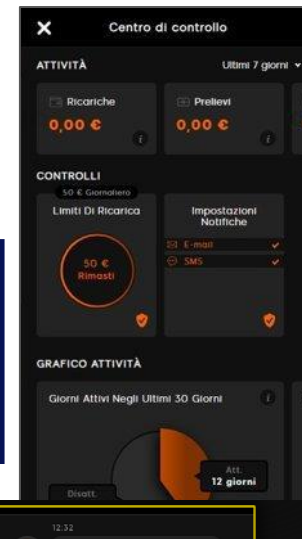 Centro di controllo
ATTIVITÀ
Ultimi 7 giorni
Ricariche
0,00 €
Prelievi
0,00 €
CONTROLLI
50 € Giornaliero
Limiti Di Ricarica
50 €
Rimasti
Impostazioni
Notifiche
E-mail
SMS
GRAFICO ATTIVITÀ
Giorni Attivi Negli Ultimi 30 Giorni
Att.
12 giorni
Disatt.
12:32